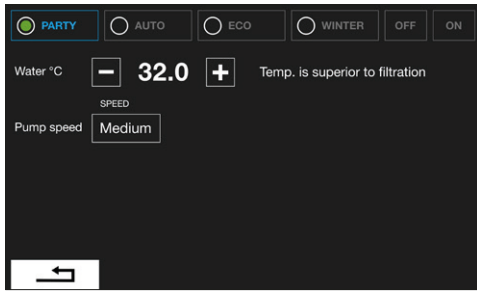 PARTY AUTO ECO WINTER OFF ON
Water °C − 32.0 + Temp. is superior to filtration
SPEED
Pump speed Medium